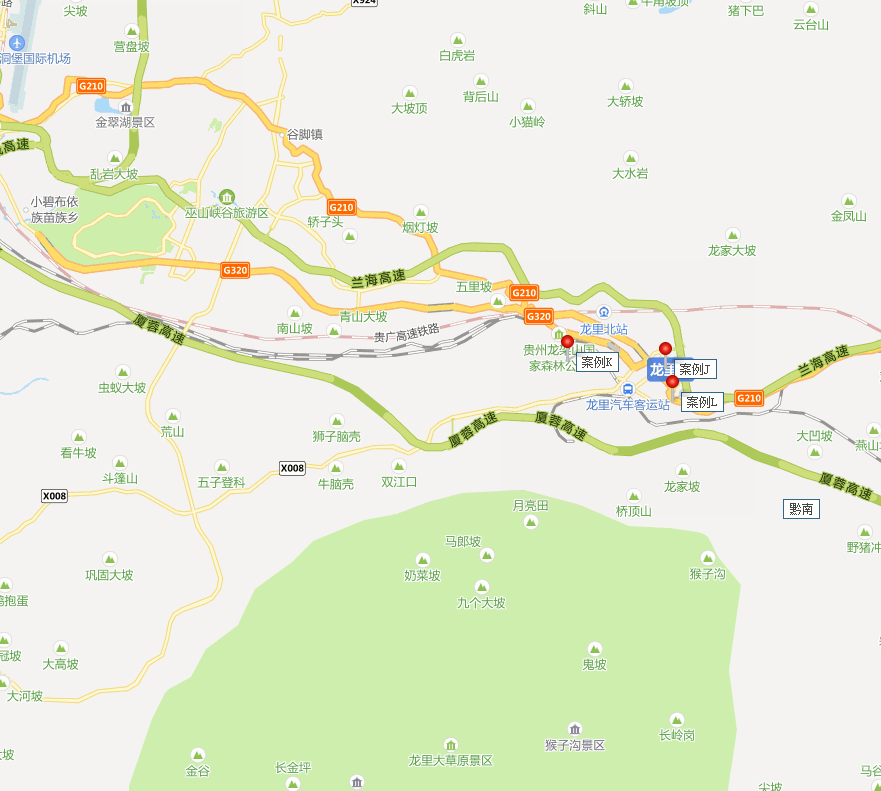 X924
尖坡
斜山
牛角坡顶
猪下巴
云台山
营盘坡
白虎岩
洞堡国际机场
G210
背后山
大坡顶
大轿坡
金翠湖景区
小猫岭
谷脚镇
高速
乱岩大坡
大水岩
小碧布依
族苗族乡
巫山峡谷旅游区
G210
轿子头
烟灯坡
金凤山
龙家大坡
G320
兰海高速
五里坡
G210
青山大坡
G320
厦蓉高速
南山坡
贵广高速铁路
龙里北站
贵州龙架山国
家森林公
案例K
龙里
案例J
兰海高速
虫蚁大坡
龙里汽车客运站
案例L
G210
荒山
厦蓉高速
厦蓉高速
狮子脑壳
看牛坡
大凹坡
燕山
斗篷山
五子登科
X008
牛脑壳
双江口
龙家坡
厦蓉高速
X008
月亮田
桥顶山
黔南
马郎坡
野猪冲
巩固大坡
奶菜坡
猴子沟
九个大坡
抱蛋
冠坡
大高坡
鬼坡
大河坡
长岭岗
猴子沟景区
龙里大草原景区
金谷
长金坪
马谷
尖坡